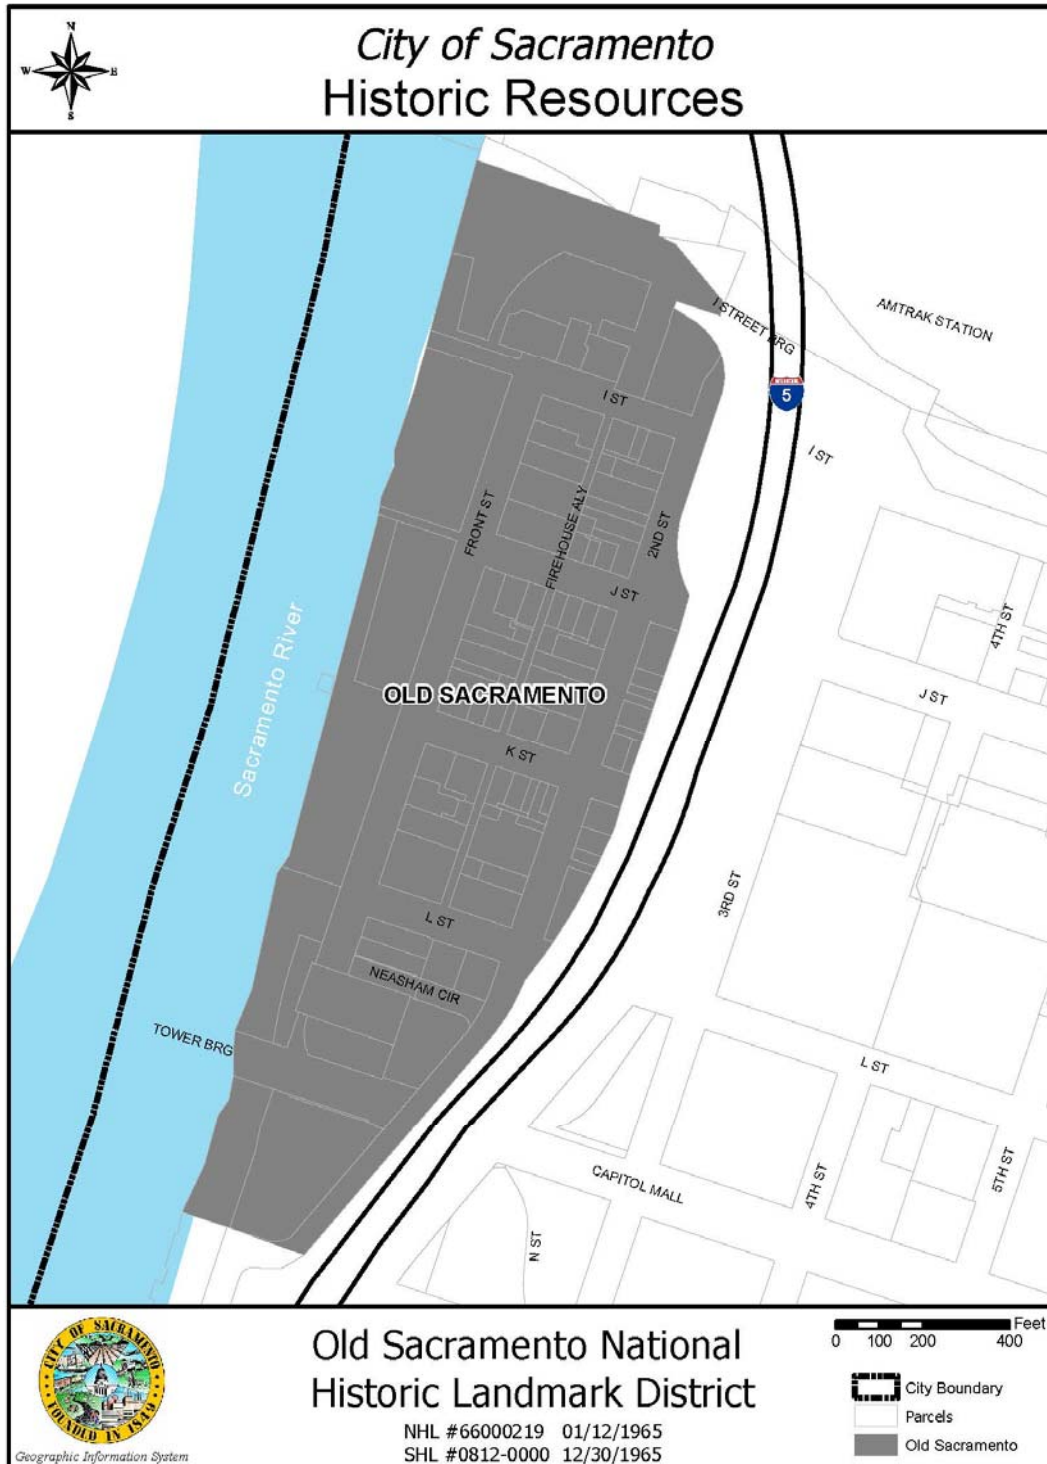 N
W
E
S
City of Sacramento
Historic Resources
I STREET BRG
AMTRAK STATION
INTERSTATE
5
I ST
I ST
FRONT ST
FIREHOUSE ALY
2ND ST
J ST
4TH ST
Sacramento River
OLD SACRAMENTO
J ST
K ST
3RD ST
L ST
NEASHAM CIR
TOWER BRG
L ST
CAPITOL MALL
4TH ST
5TH ST
N ST
CITY OF SACRAMENTO
FOUNDED IN 1849
Geographic Information System
Old Sacramento National
Historic Landmark District
NHL #66000219 01/12/1965
SHL #0812-0000 12/30/1965
Feet
0 100 200 400
City Boundary
Parcels
Old Sacramento